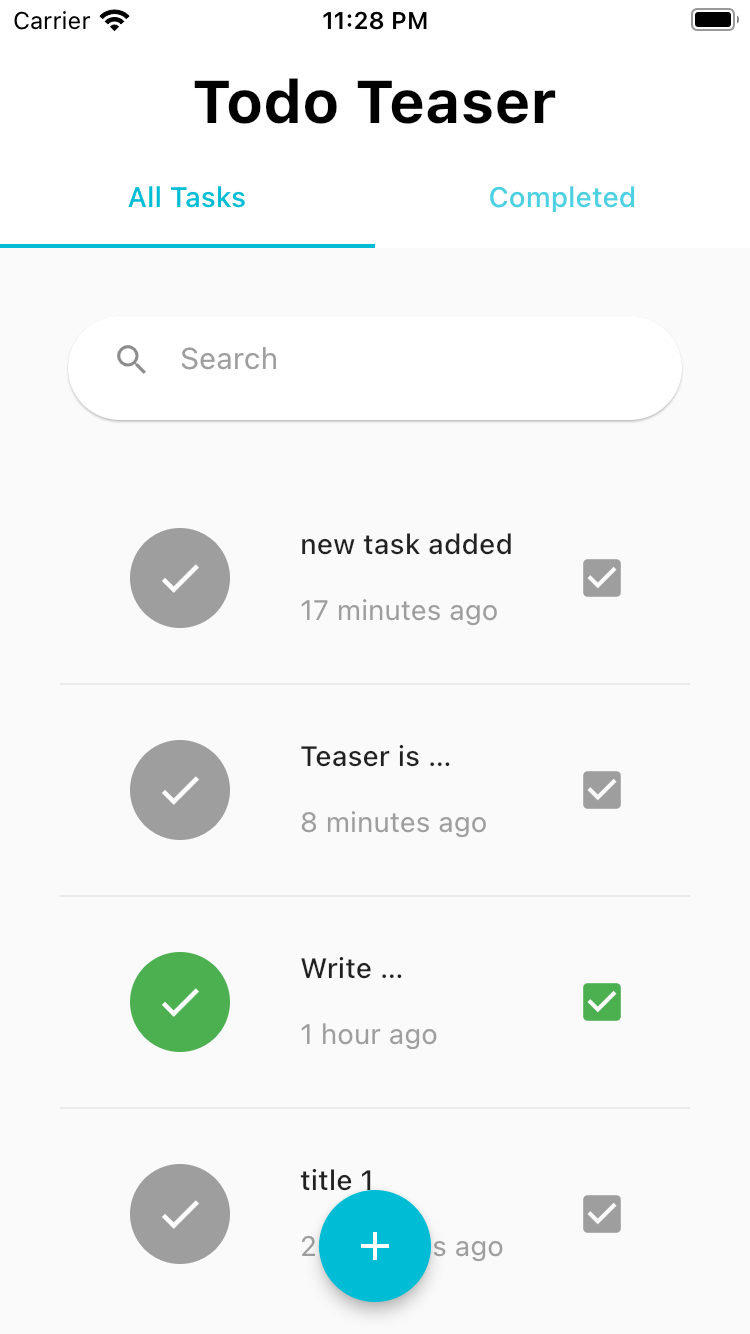 Carrier 11:28 PM
Todo Teaser
All Tasks Completed
Search
new task added
17 minutes ago
Teaser is ...
8 minutes ago
Write ...
1 hour ago
title 1
2 s ago